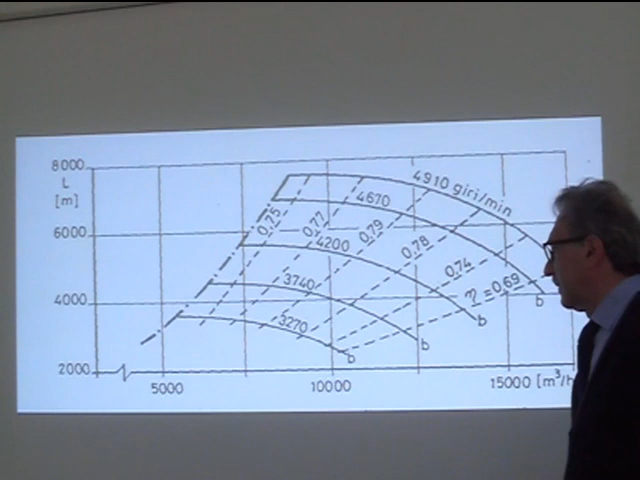 8000
L
[m]
6000
4000
2000
5000
10000
15000 [m³/h
4910 giri/min
4670
4200
3740
3270
0,75
0,77
0,79
0,78
0,74
η = 0,69
b
b
b
b